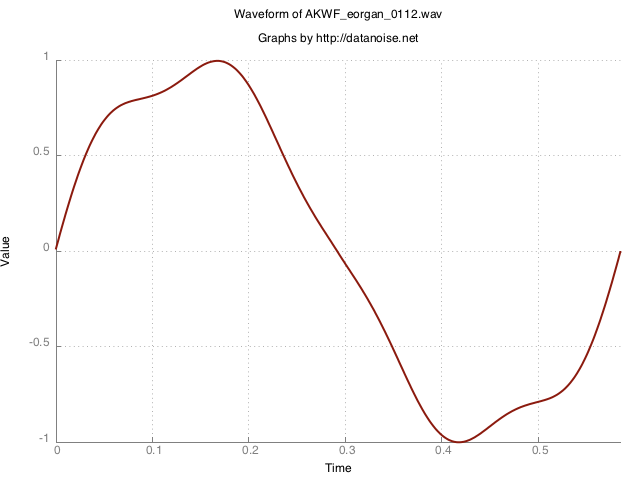 Waveform of AKWF_eorgan_0112.wav
Graphs by http://datanoise.net
1
0.5
0
-0.5
-1
Value
0 0.1 0.2 0.3 0.4 0.5
Time